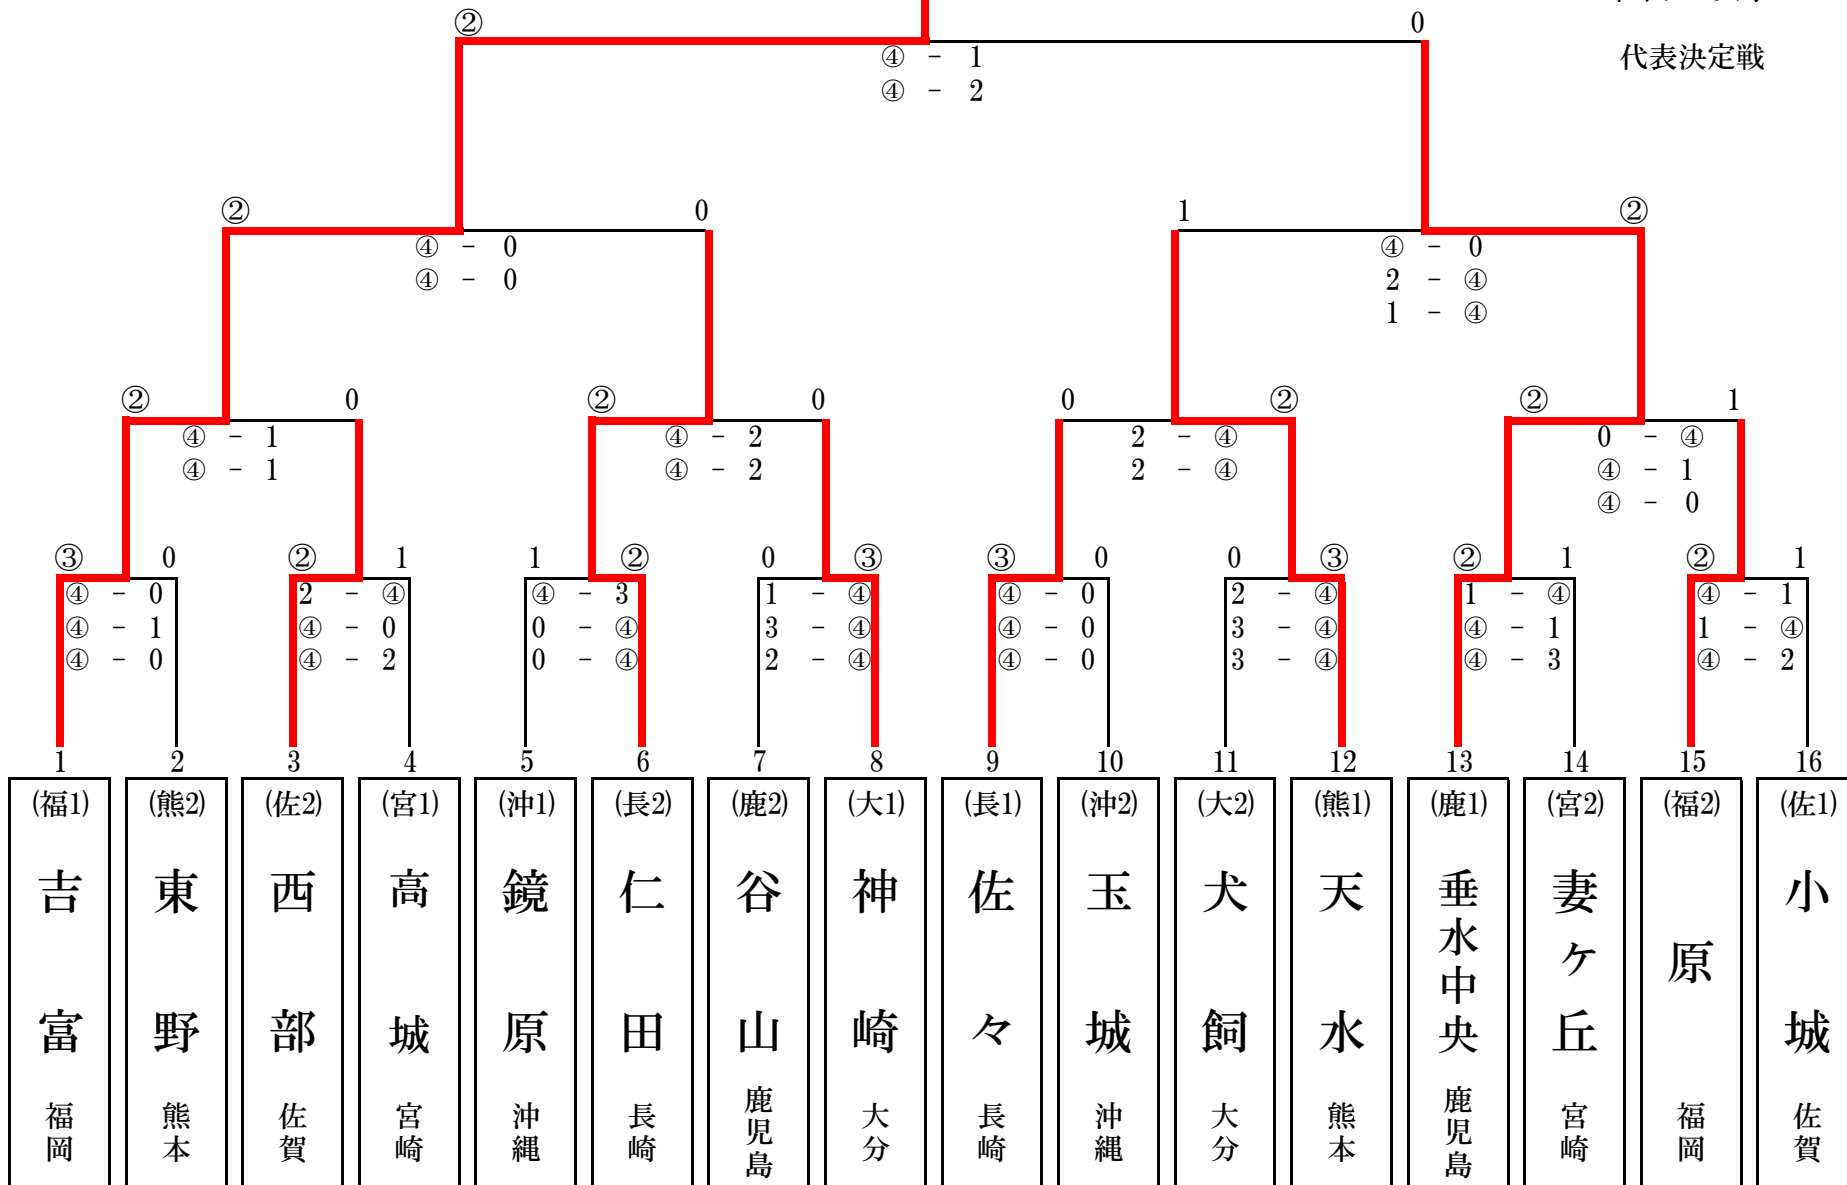 ② 0
④ - 1
代表決定戦
④ - 2
② 0 1 ②
④ - 0 ④ - 0
④ - 0 2 - ④
1 - ④
② 0 ② 0 0 ② ② 1
④ - 1 ④ - 2 2 - ④ 0 - ④
④ - 1 ④ - 2 2 - ④ ④ - 1
④ - 0
③ 0 ② 1 1 ② 0 ③ ③ 0 0 ③ ② 1 ② 1
④ - 0 2 - ④ ④ - 3 1 - ④ ④ - 0 2 - ④ 1 - ④ ④ - 1
④ - 1 ④ - 0 0 - ④ 3 - ④ ④ - 0 3 - ④ ④ - 1 1 - ④
④ - 0 ④ - 2 0 - ④ 2 - ④ ④ - 0 3 - ④ ④ - 3 ④ - 2
1 2 3 4 5 6 7 8 9 10 11 12 13 14 15 16
(福1) (熊2) (佐2) (宮1) (沖1) (長2) (鹿2) (大1) (長1) (沖2) (大2) (熊1) (鹿1) (宮2) (福2) (佐1)
吉富
東野
西部
高城
鏡原
仁田
谷山
神崎
佐々
玉城
犬飼
天水
垂水中央
妻ケ丘
原
小城
福岡
熊本
佐賀
宮崎
沖縄
長崎
鹿児島
大分
長崎
沖縄
大分
熊本
鹿児島
宮崎
福岡
佐賀